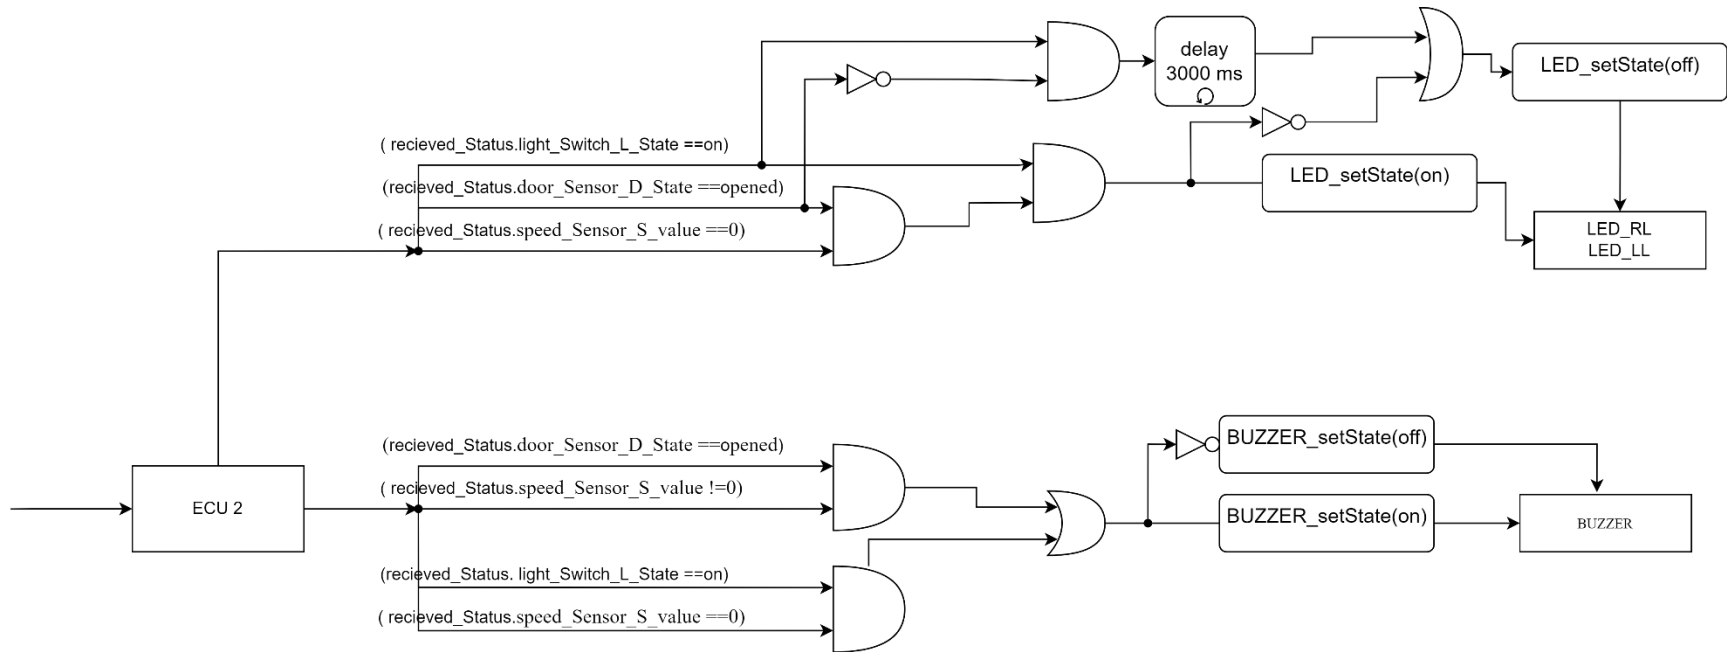 delay
3000 ms
LED_setState(off)
( recieved_Status.light_Switch_L_State ==on)
(recieved_Status.door_Sensor_D_State ==opened)
LED_setState(on)
( recieved_Status.speed_Sensor_S_value ==0)
LED_RL
LED_LL
(recieved_Status.door_Sensor_D_State ==opened)
BUZZER_setState(off)
( recieved_Status.speed_Sensor_S_value !=0)
ECU 2
BUZZER_setState(on)
BUZZER
(recieved_Status. light_Switch_L_State ==on)
( recieved_Status.speed_Sensor_S_value ==0)